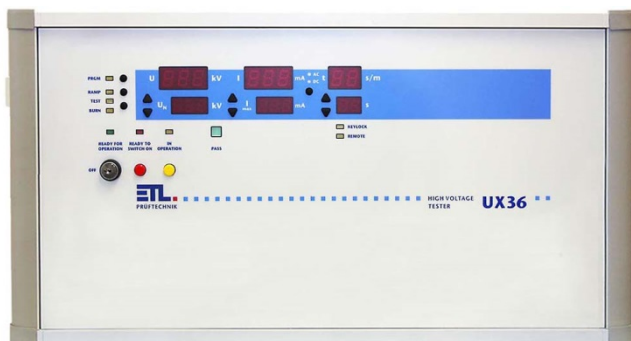 U kV I mA AC DC t s/m
PRGM
RAMP
TEST
BURN
UN kV I max mA s
KEYLOCK
REMOTE
READY FOR OPERATION
READY TO SWITCH ON
IN OPERATION
PASS
OFF
ETL
PRÜFTECHNIK
HIGH VOLTAGE
TESTER
UX36